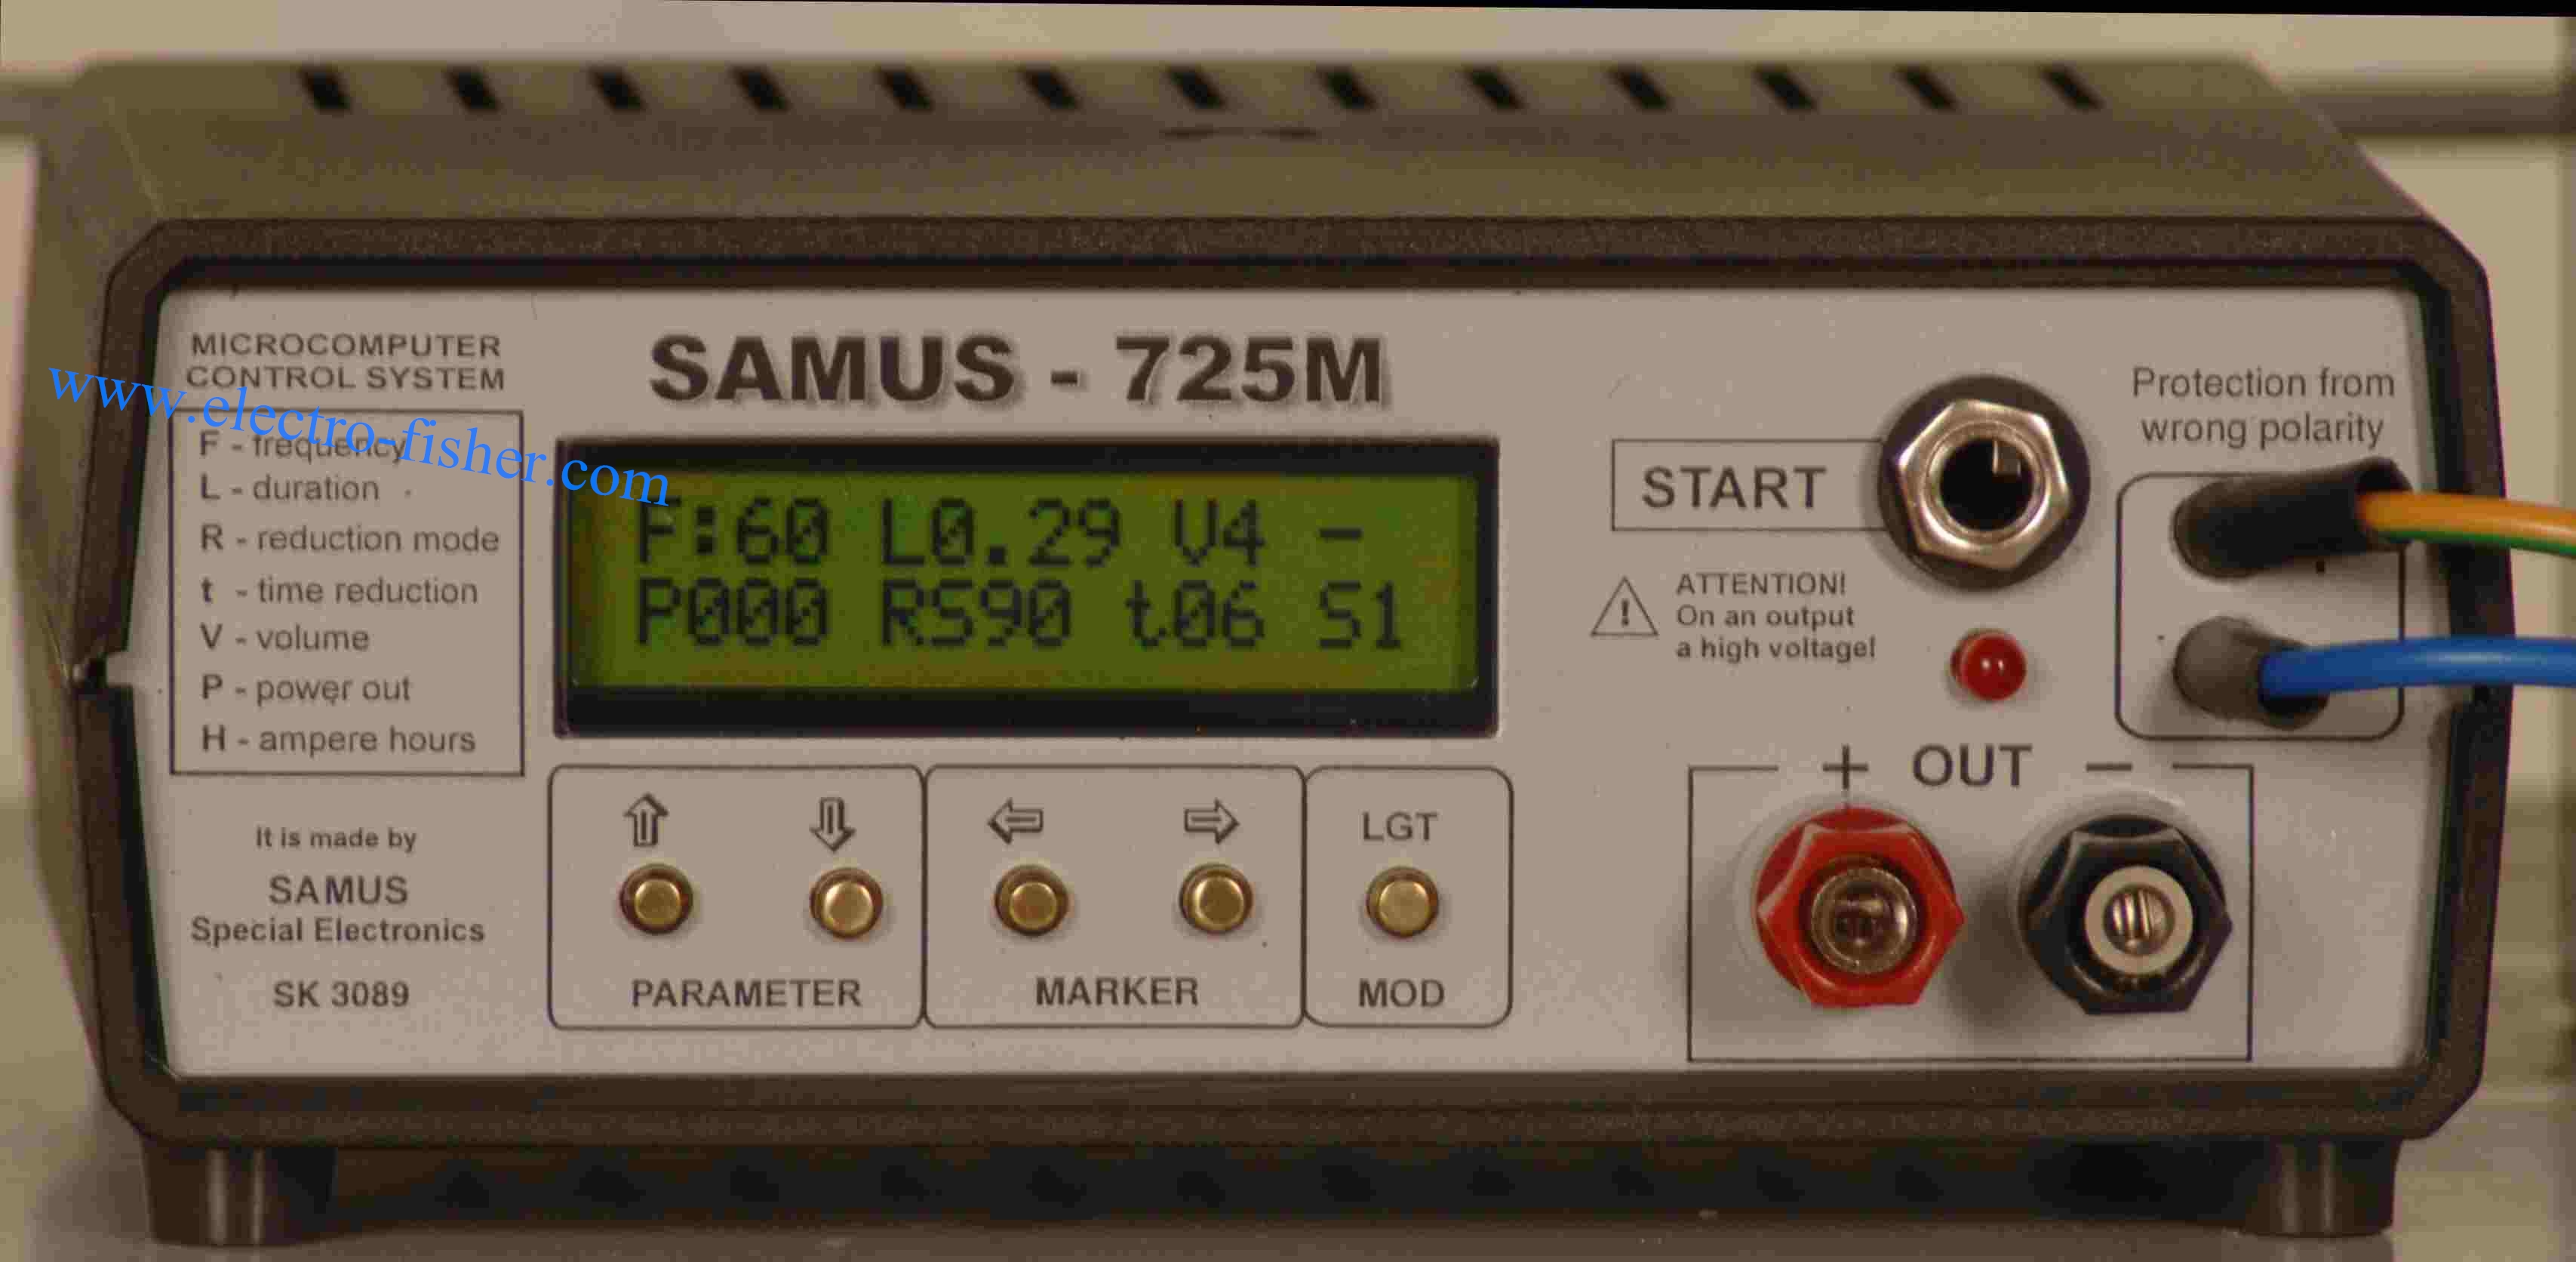 MICROCOMPUTER
CONTROL SYSTEM
www.electro-fisher.com
F - frequency
L - duration
R - reduction mode
t - time reduction
V - volume
P - power out
H - ampere hours
It is made by
SAMUS
Special Electronics
SK 3089
SAMUS - 725M
F:60 L0.29 V4 -
P000 RS90 t06 S1
PARAMETER
MARKER
LGT
MOD
START
ATTENTION!
On an output
a high voltage!
Protection from
wrong polarity
+ OUT -